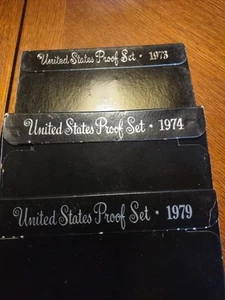 United States Proof Set · 1973
United States Proof Set · 1974
United States Proof Set · 1979